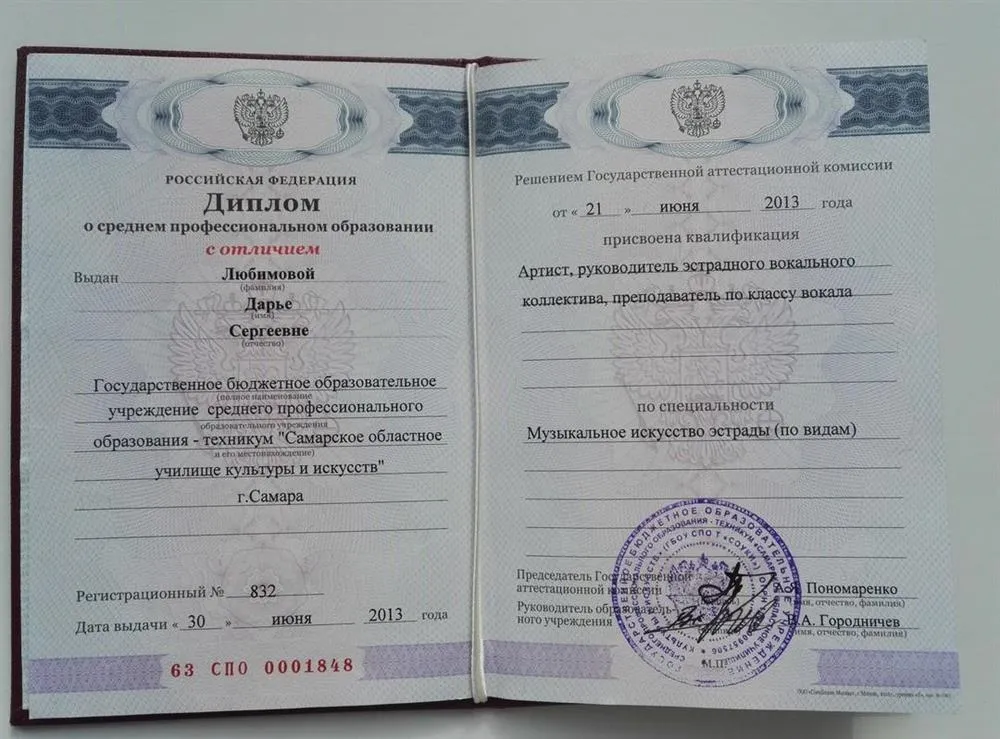 РОССИЙСКАЯ ФЕДЕРАЦИЯ
Диплом
о среднем профессиональном образовании
с отличием
Выдан Любимовой
(фамилия)
Дарье
(имя)
Сергеевне
(отчество)
Государственное бюджетное образовательное
(полное наименование
учреждение среднего профессионального
образовательного учреждения
образования - техникум "Самарское областное
и его местонахождение)
училище культуры и искусств"
г.Самара
Регистрационный № 832
Дата выдачи « 30 » июня 2013 года
63 СПО 0001848
Решением Государственной аттестационной комиссии
от « 21 » июня 2013 года
присвоена квалификация
Артист, руководитель эстрадного вокального
коллектива, преподаватель по классу вокала
по специальности
Музыкальное искусство эстрады (по видам)
Председатель Государственной
аттестационной комиссии Пономаренко
имя, отчество, фамилия)
Руководитель образователь-
ного учреждения В.А. Городничев
имя, отчество, фамилия)
М.П.